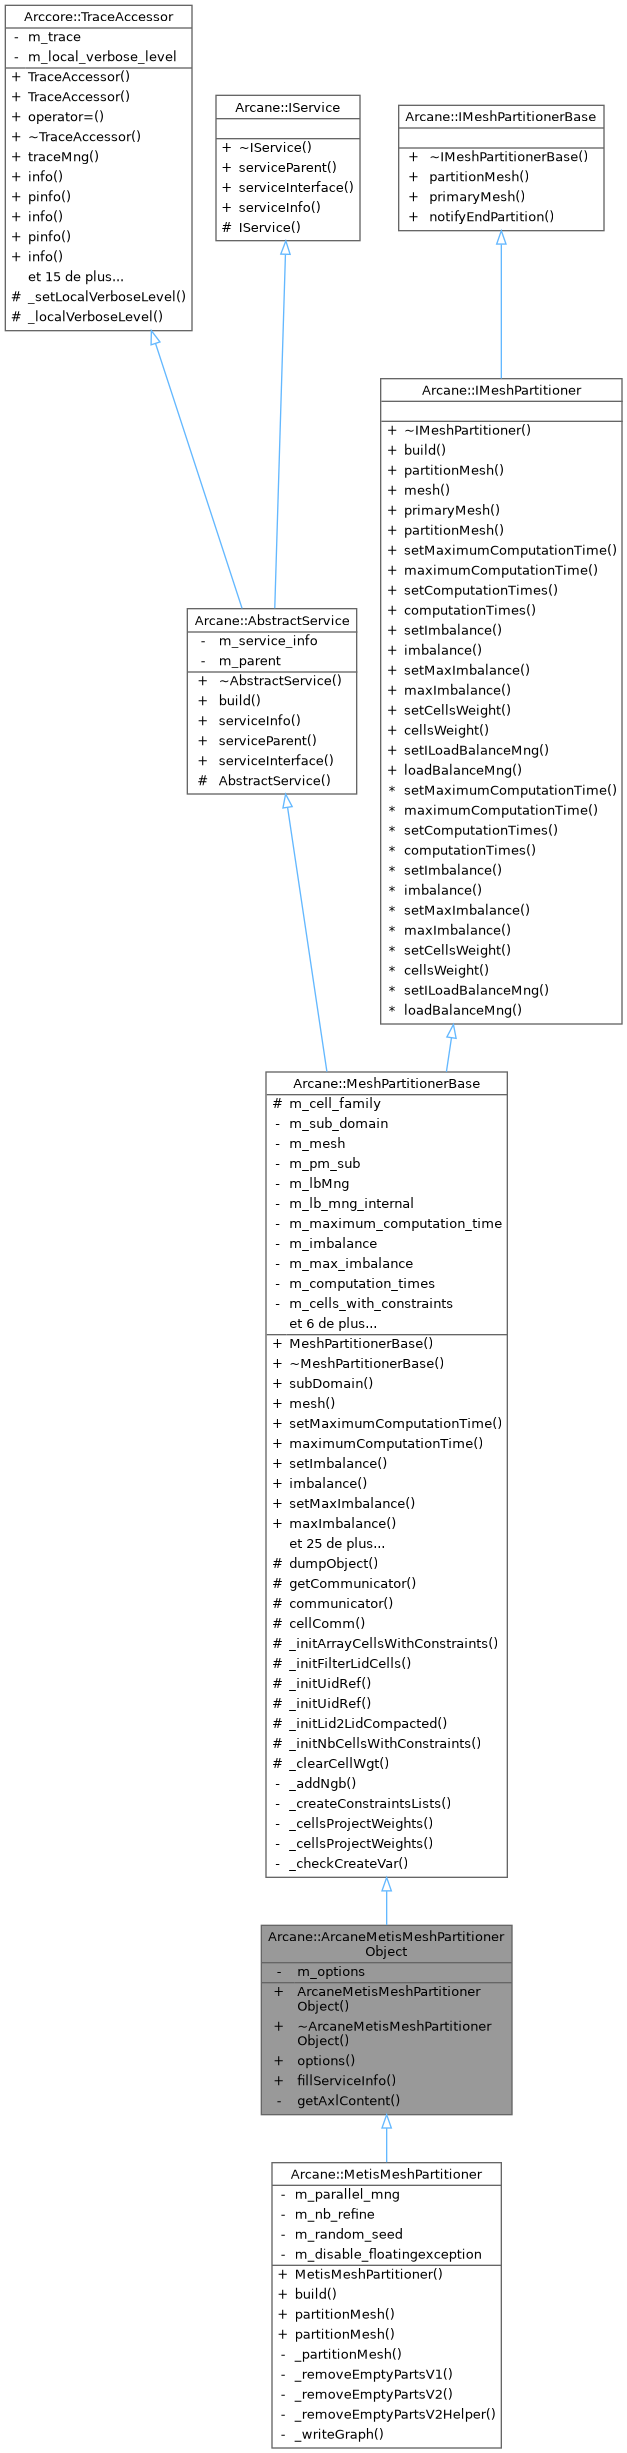 Arccore::TraceAccessor
- m_trace
- m_local_verbose_level
+ TraceAccessor()
+ TraceAccessor()
+ operator=()
+ ~TraceAccessor()
+ traceMng()
+ info()
+ pinfo()
+ info()
+ pinfo()
+ info()
et 15 de plus...
# _setLocalVerboseLevel()
# _localVerboseLevel()
Arcane::IService
+ ~IService()
+ serviceParent()
+ serviceInterface()
+ serviceInfo()
# IService()
Arcane::IMeshPartitionerBase
+ ~IMeshPartitionerBase()
+ partitionMesh()
+ primaryMesh()
+ notifyEndPartition()
Arcane::IMeshPartitioner
+ ~IMeshPartitioner()
+ build()
+ partitionMesh()
+ mesh()
+ primaryMesh()
+ partitionMesh()
+ setMaximumComputationTime()
+ maximumComputationTime()
+ setComputationTimes()
+ computationTimes()
+ setImbalance()
+ imbalance()
+ setMaxImbalance()
+ maxImbalance()
+ setCellsWeight()
+ cellsWeight()
+ setILoadBalanceMng()
+ loadBalanceMng()
* setMaximumComputationTime()
* maximumComputationTime()
* setComputationTimes()
* computationTimes()
* setImbalance()
* imbalance()
* setMaxImbalance()
* maxImbalance()
* setCellsWeight()
* cellsWeight()
* setILoadBalanceMng()
* loadBalanceMng()
Arcane::AbstractService
- m_service_info
- m_parent
+ ~AbstractService()
+ build()
+ serviceInfo()
+ serviceParent()
+ serviceInterface()
# AbstractService()
Arcane::MeshPartitionerBase
# m_cell_family
- m_sub_domain
- m_mesh
- m_pm_sub
- m_lbMng
- m_lb_mng_internal
- m_maximum_computation_time
- m_imbalance
- m_max_imbalance
- m_computation_times
- m_cells_with_constraints
et 6 de plus...
+ MeshPartitionerBase()
+ ~MeshPartitionerBase()
+ subDomain()
+ mesh()
+ setMaximumComputationTime()
+ maximumComputationTime()
+ setImbalance()
+ imbalance()
+ setMaxImbalance()
+ maxImbalance()
et 25 de plus...
# dumpObject()
# getCommunicator()
# communicator()
# cellComm()
# _initArrayCellsWithConstraints()
# _initFilterLidCells()
# _initUidRef()
# _initUidRef()
# _initLid2LidCompacted()
# _initNbCellsWithConstraints()
# _clearCellWgt()
- _addNgb()
- _createConstraintsLists()
- _cellsProjectWeights()
- _cellsProjectWeights()
- _checkCreateVar()
Arcane::ArcaneMetisMeshPartitioner
Object
- m_options
+ ArcaneMetisMeshPartitioner
Object()
+ ~ArcaneMetisMeshPartitioner
Object()
+ options()
+ fillServiceInfo()
- getAxlContent()
Arcane::MetisMeshPartitioner
- m_parallel_mng
- m_nb_refine
- m_random_seed
- m_disable_floatingexception
+ MetisMeshPartitioner()
+ build()
+ partitionMesh()
+ partitionMesh()
- _partitionMesh()
- _removeEmptyPartsV1()
- _removeEmptyPartsV2()
- _removeEmptyPartsV2Helper()
- _writeGraph()